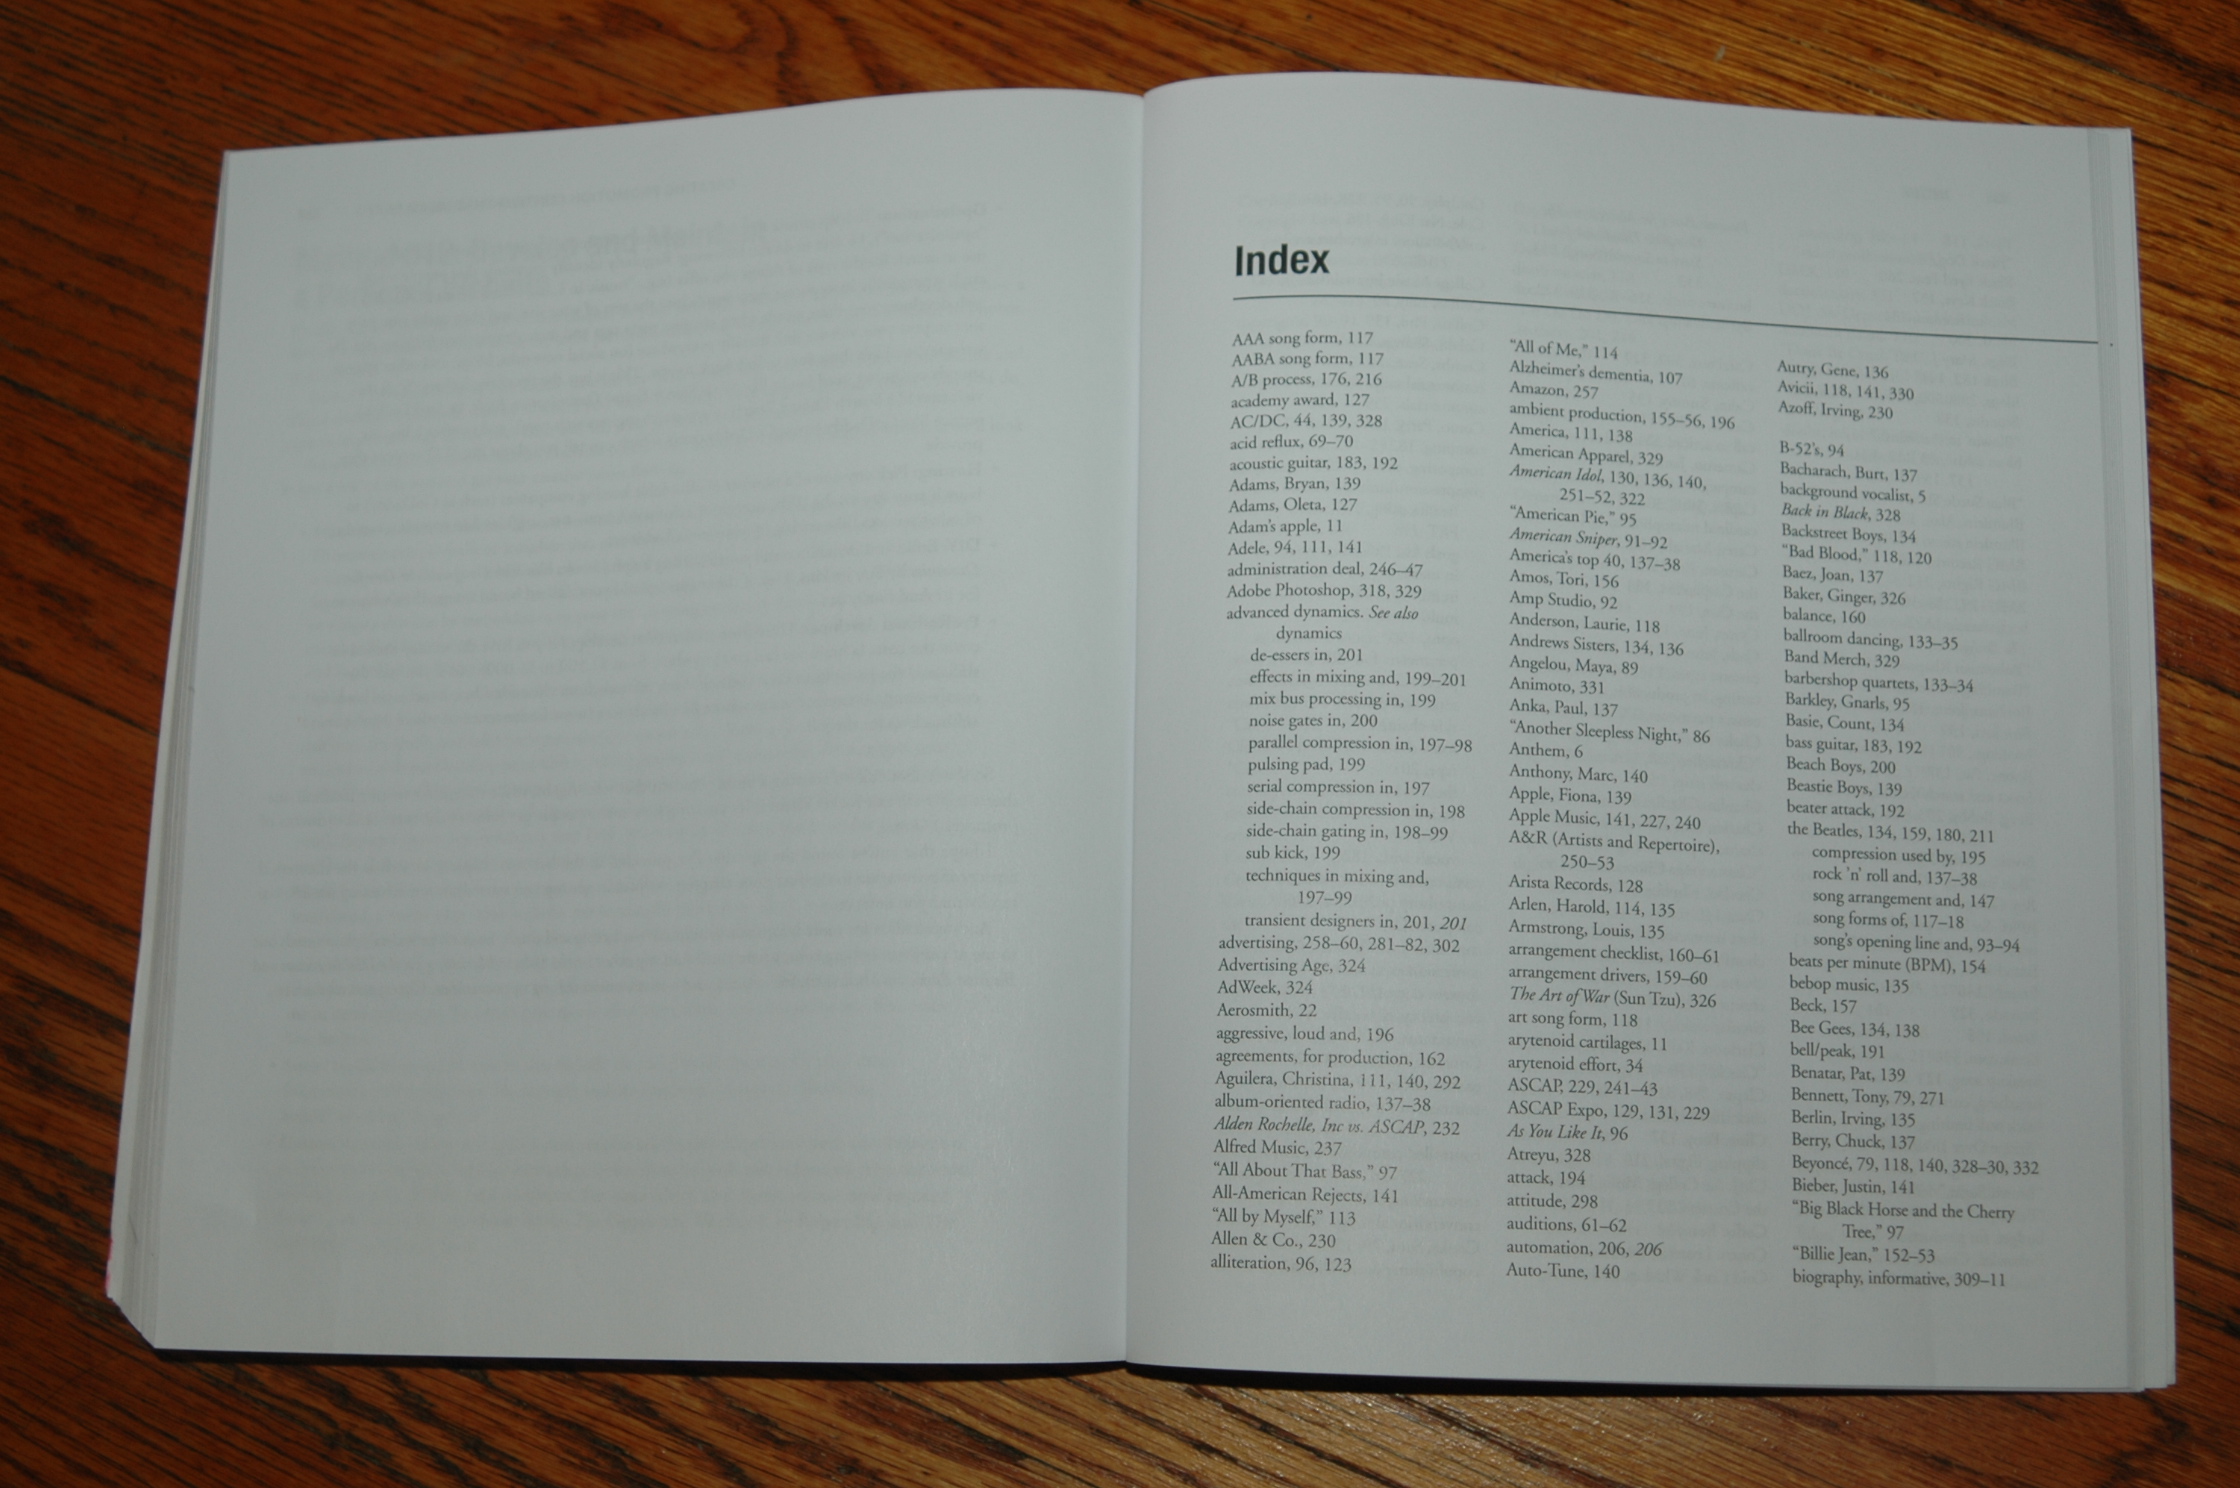 Index
AAA song form, 117
AABA song form, 117
A/B process, 176, 216
academy award, 127
AC/DC, 44, 139, 328
acid reflux, 69–70
acoustic guitar, 183, 192
Adams, Bryan, 139
Adams, Oleta, 127
Adam's apple, 11
Adele, 94, 111, 141
administration deal, 246–47
Adobe Photoshop, 318, 329
advanced dynamics. See also
dynamics
de-essers in, 201
effects in mixing and, 199–201
mix bus processing in, 199
noise gates in, 200
parallel compression in, 197–98
pulsing pad, 199
serial compression in, 197
side-chain compression in, 198
side-chain gating in, 198–99
sub kick, 199
techniques in mixing and,
197–99
transient designers in, 201, 201
advertising, 258–60, 281–82, 302
Advertising Age, 324
AdWeek, 324
Aerosmith, 22
aggressive, loud and, 196
agreements, for production, 162
Aguilera, Christina, 111, 140, 292
album-oriented radio, 137–38
Alden Rochelle, Inc vs. ASCAP, 232
Alfred Music, 237
“All About That Bass,” 97
All-American Rejects, 141
“All by Myself,” 113
Allen & Co., 230
alliteration, 96, 123
“All of Me,” 114
Alzheimer's dementia, 107
Amazon, 257
ambient production, 155–56, 196
America, 111, 138
American Apparel, 329
American Idol, 130, 136, 140,
251–52, 322
“American Pie,” 95
American Sniper, 91–92
America's top 40, 137–38
Amos, Tori, 156
Amp Studio, 92
Anderson, Laurie, 118
Andrews Sisters, 134, 136
Angelou, Maya, 89
Animoto, 331
Anka, Paul, 137
“Another Sleepless Night,” 86
Anthem, 6
Anthony, Marc, 140
Apple, Fiona, 139
Apple Music, 141, 227, 240
A&R (Artists and Repertoire),
250–53
Arista Records, 128
Arlen, Harold, 114, 135
Armstrong, Louis, 135
arrangement checklist, 160–61
arrangement drivers, 159–60
The Art of War (Sun Tzu), 326
art song form, 118
arytenoid cartilages, 11
arytenoid effort, 34
ASCAP, 229, 241–43
ASCAP Expo, 129, 131, 229
As You Like It, 96
Atreyu, 328
attack, 194
attitude, 298
auditions, 61–62
automation, 206, 206
Auto-Tune, 140
Autry, Gene, 136
Avicii, 118, 141, 330
Azoff, Irving, 230
B-52's, 94
Bacharach, Burt, 137
background vocalist, 5
Back in Black, 328
Backstreet Boys, 134
“Bad Blood,” 118, 120
Baez, Joan, 137
Baker, Ginger, 326
balance, 160
ballroom dancing, 133–35
Band Merch, 329
barbershop quartets, 133–34
Barkley, Gnarls, 95
Basie, Count, 134
bass guitar, 183, 192
Beach Boys, 200
Beastie Boys, 139
beater attack, 192
the Beatles, 134, 159, 180, 211
compression used by, 195
rock 'n' roll and, 137–38
song arrangement and, 147
song forms of, 117–18
song's opening line and, 93–94
beats per minute (BPM), 154
bebop music, 135
Beck, 157
Bee Gees, 134, 138
bell/peak, 191
Benatar, Pat, 139
Bennett, Tony, 79, 271
Berlin, Irving, 135
Berry, Chuck, 137
Beyoncé, 79, 118, 140, 328–30, 332
Bieber, Justin, 141
“Big Black Horse and the Cherry
Tree,” 97
“Billie Jean,” 152–53
biography, informative, 309–11